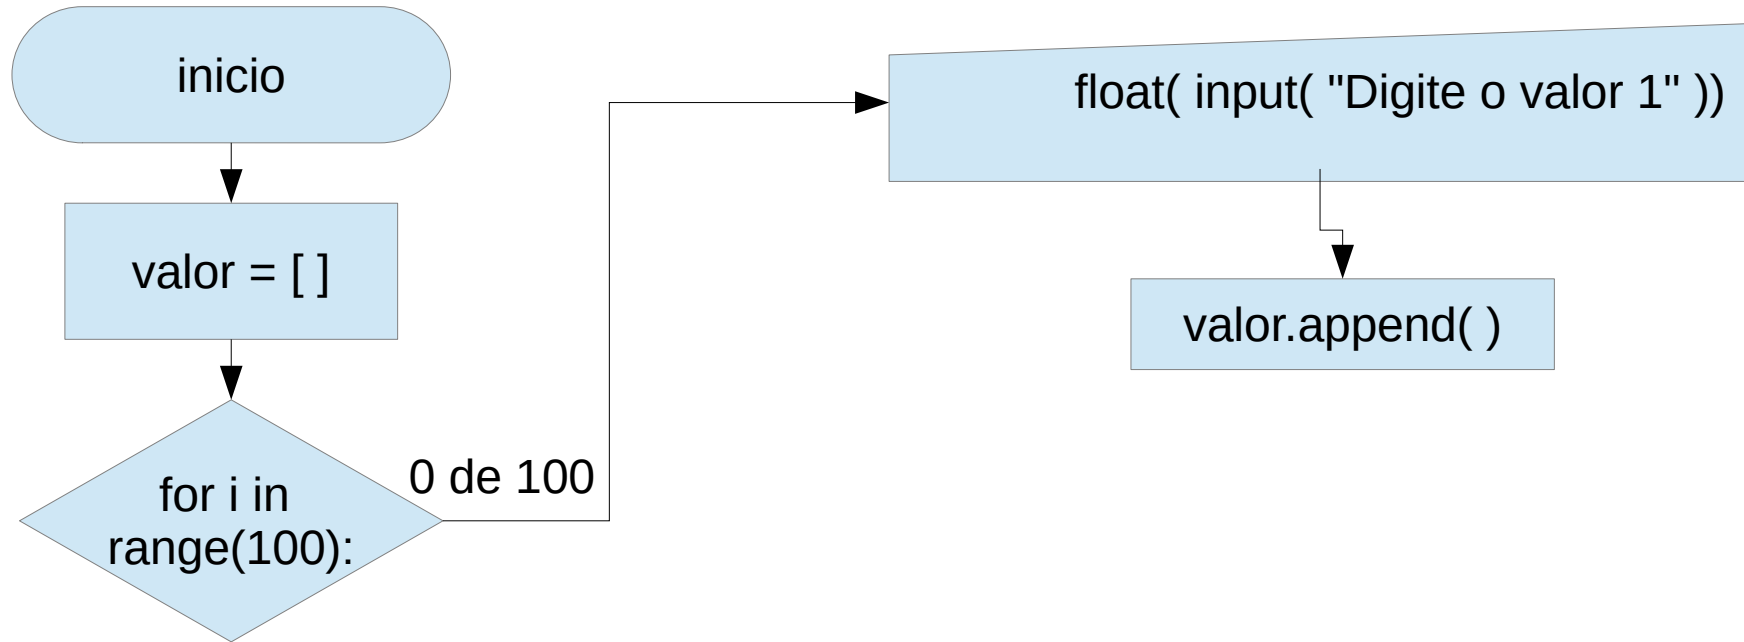 inicio
valor = [ ]
for i in
range(100):
0 de 100
float( input( "Digite o valor 1" ))
valor.append( )